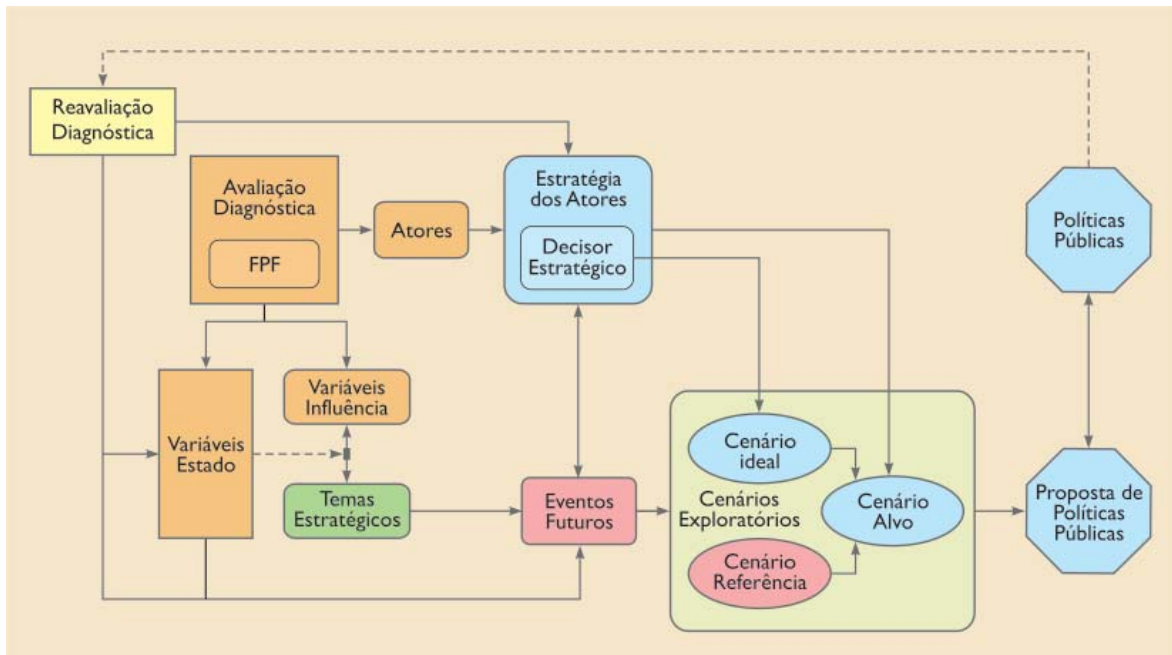 Reavaliação
Diagnóstica
Avaliação
Diagnóstica
FPF
Atores
Estratégia
dos Atores
Decisor
Estratégico
Políticas
Públicas
Variáveis
Estado
Variáveis
Influência
Temas
Estratégicos
Eventos
Futuros
Cenário
ideal
Cenários
Exploratórios
Cenário
Alvo
Cenário
Referência
Proposta de
Políticas
Públicas